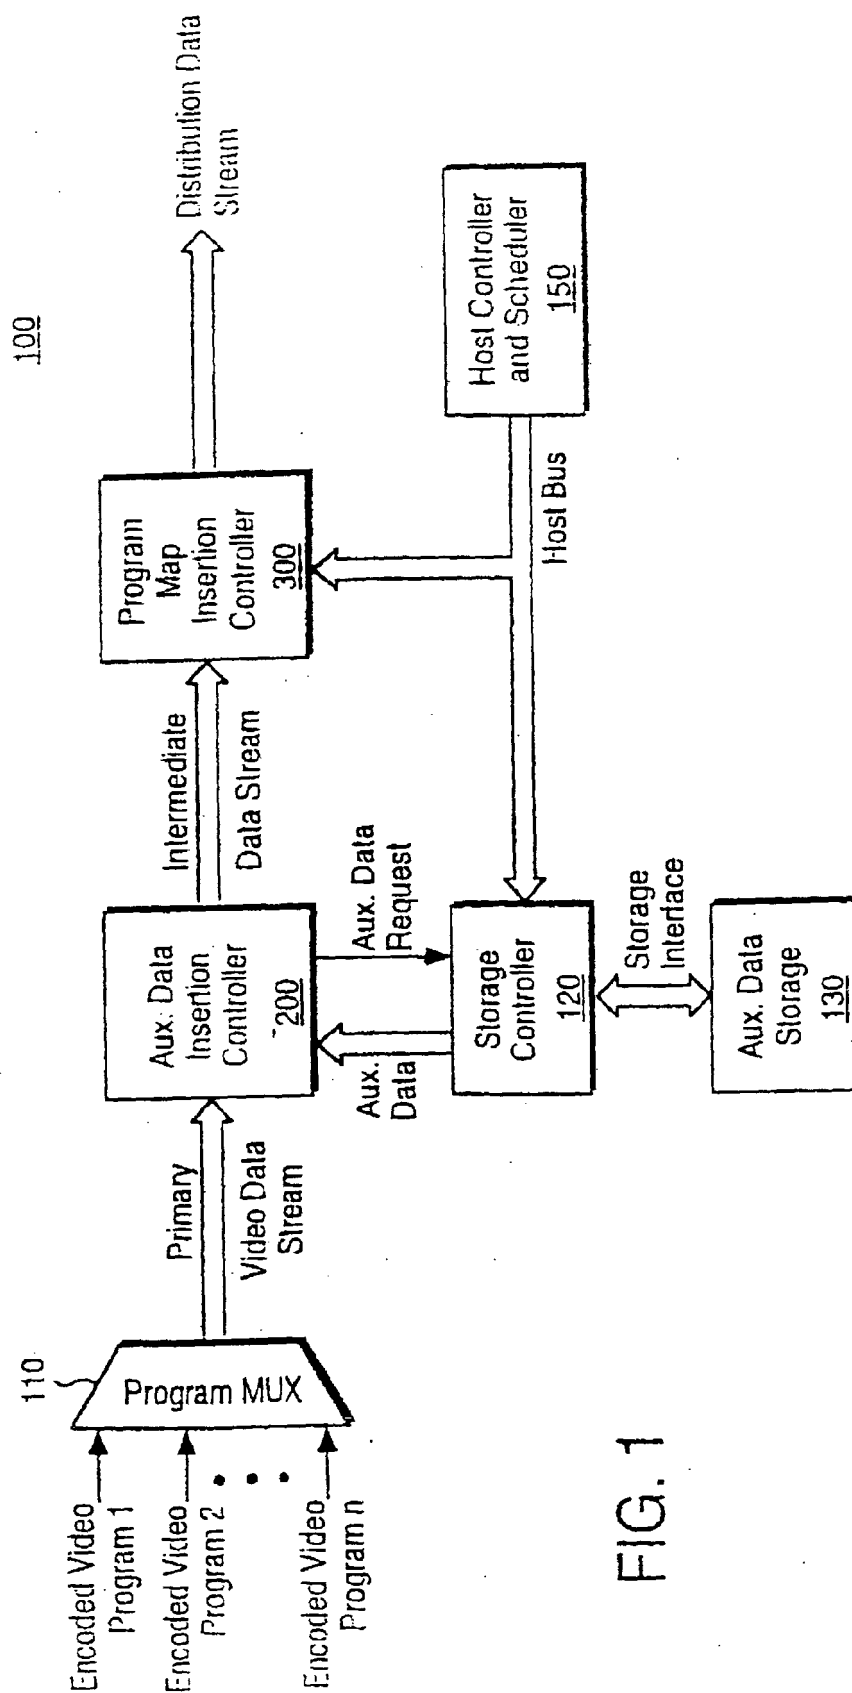 100
Encoded Video
Program 1
Encoded Video
Program 2
Encoded Video
Program n
110
Program MUX
Primary
Video Data
Stream
Aux. Data
Insertion
Controller
200
Intermediate
Data Stream
Program
Map
Insertion
Controller
300
Distribution Data
Stream
Aux.
Data
Aux. Data
Request
Storage
Controller
120
Host Bus
Host Controller
and Scheduler
150
Storage
Interface
Aux. Data
Storage
130
FIG. 1